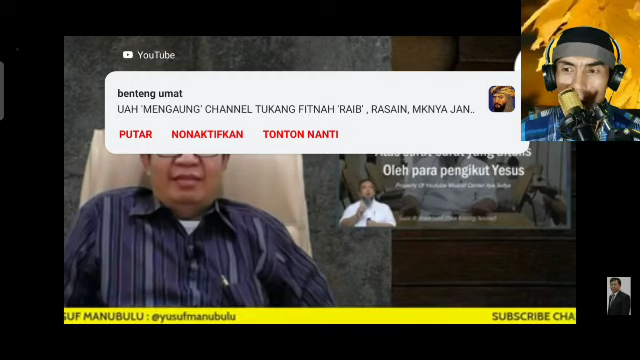 YouTube
benteng umat
UAH 'MENGAUNG' CHANNEL TUKANG FITNAH 'RAIB' , RASAIN, MKNYA JAN..
PUTAR NONAKTIFKAN TONTON NANTI
Oleh para pengikut Yesus
SUF MANUBULU : @yusufmanubulu
SUBSCRIBE CHA